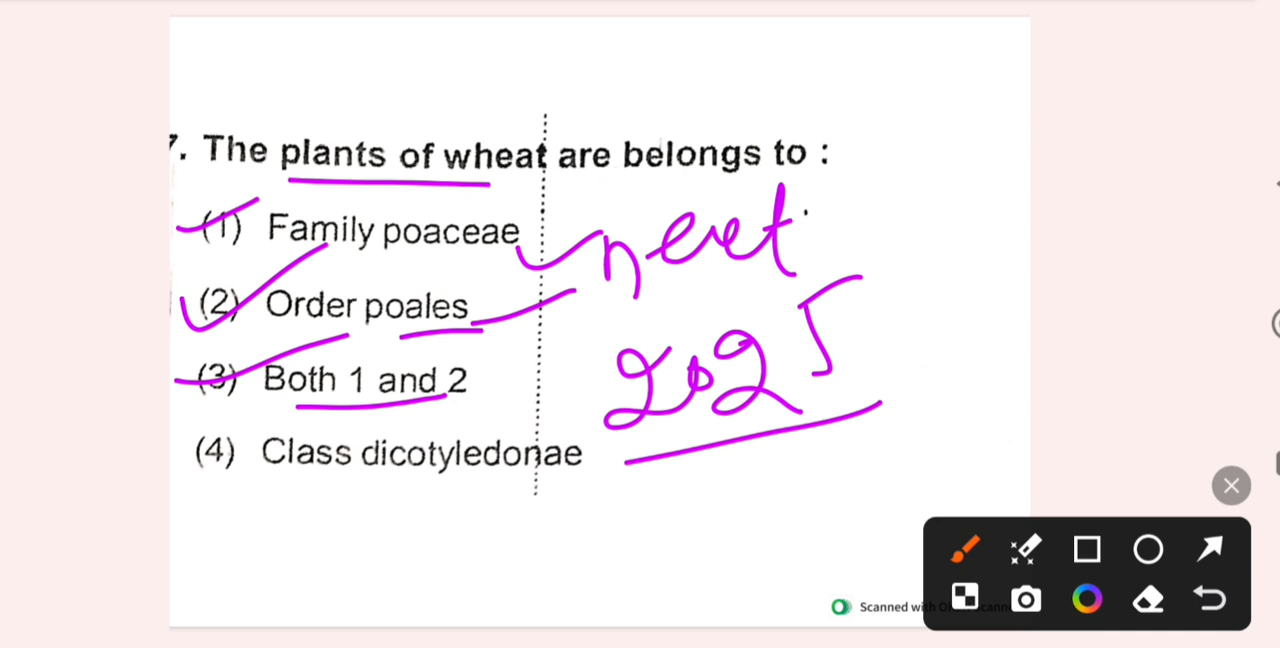 7. The plants of wheat are belongs to :
(1) Family poaceae
neet
(2) Order poales
2025
(3) Both 1 and 2
(4) Class dicotyledonae
Scanned with